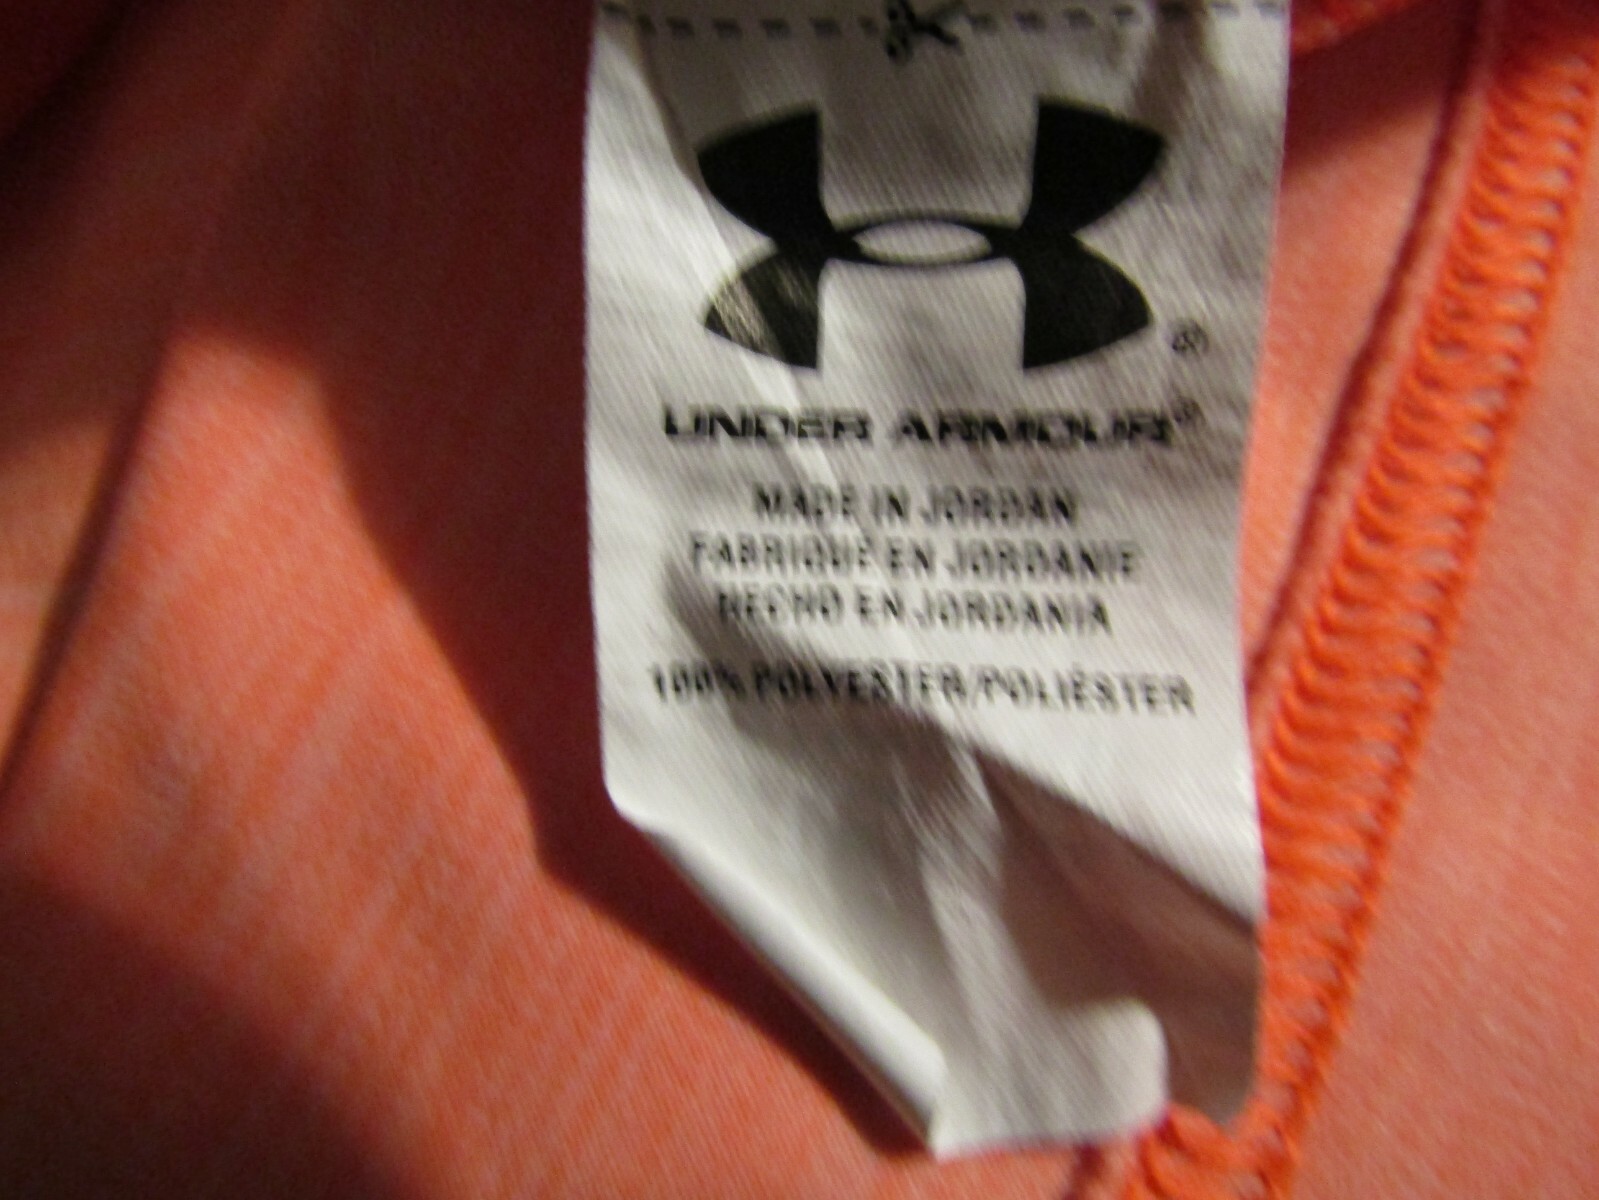 UNDER ARMOUR®
MADE IN JORDAN
FABRIQUÉ EN JORDANIE
HECHO EN JORDANIA
100% POLYESTER/POLIÉSTER